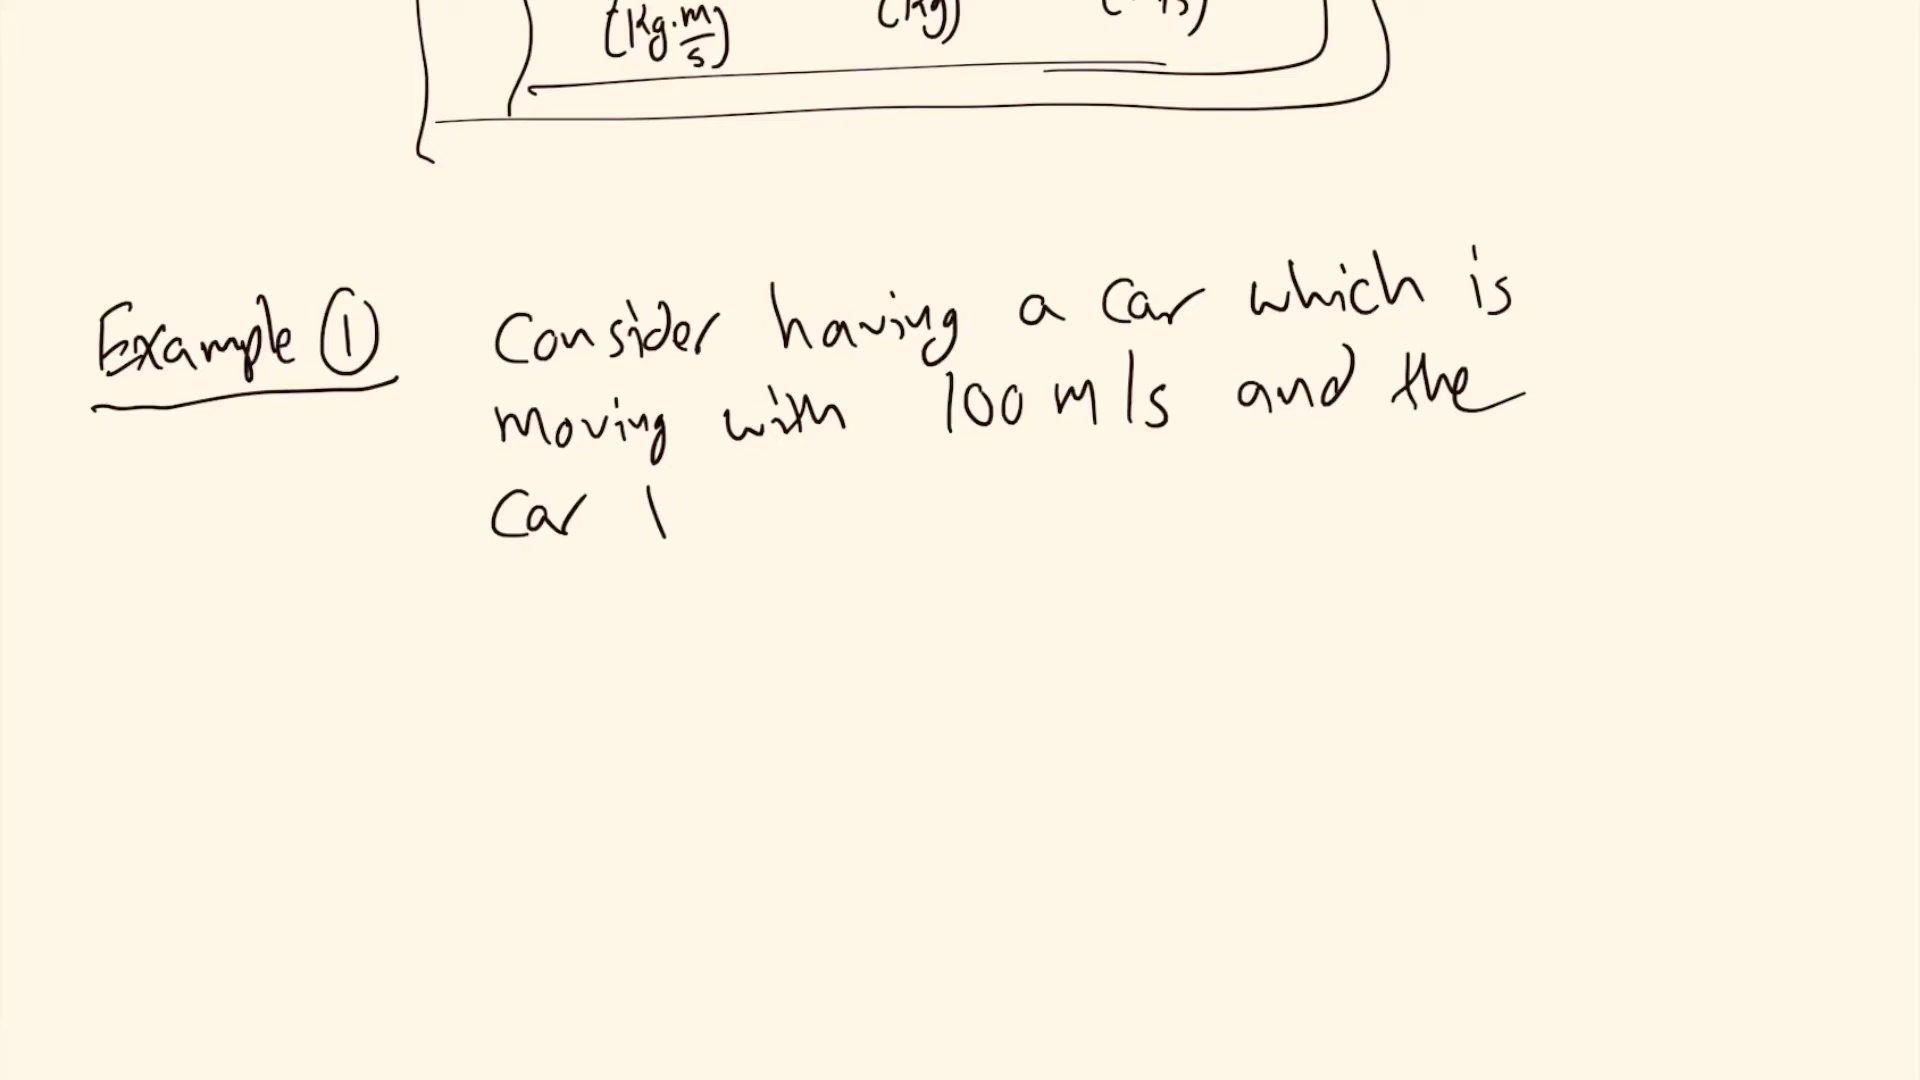 (Kg·m/s) (Kg)
Example ① Consider having a car which is
moving with 100 m/s and the
car